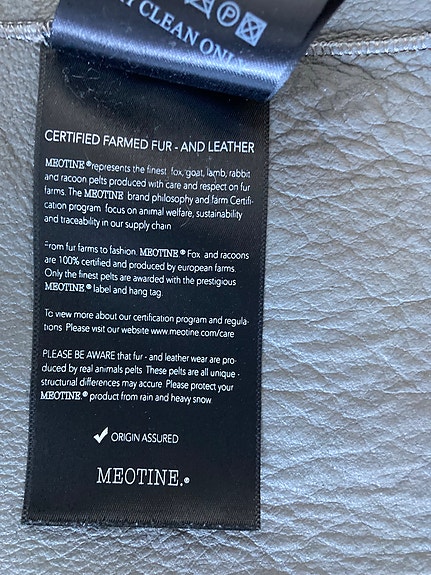 Y CLEAN ONLY
CERTIFIED FARMED FUR - AND LEATHER
MEOTINE® represents the finest fox, goat, lamb, rabbit
and racoon pelts produced with care and respect on fur
farms. The MEOTINE brand philosophy and farm Certifi-
cation program focus on animal welfare, sustainability
and traceability in our supply chain
From fur farms to fashion. MEOTINE® Fox and racoons
are 100% certified and produced by european farms.
Only the finest pelts are awarded with the prestigious
MEOTINE® label and hang tag.
To view more about our certification program and regula-
tions Please visit our website www.meotine.com/care
PLEASE BE AWARE that fur - and leather wear are pro-
duced by real animals pelts. These pelts are all unique -
structural differences may accure. Please protect your
MEOTINE.® product from rain and heavy snow.
ORIGIN ASSURED
MEOTINE.®